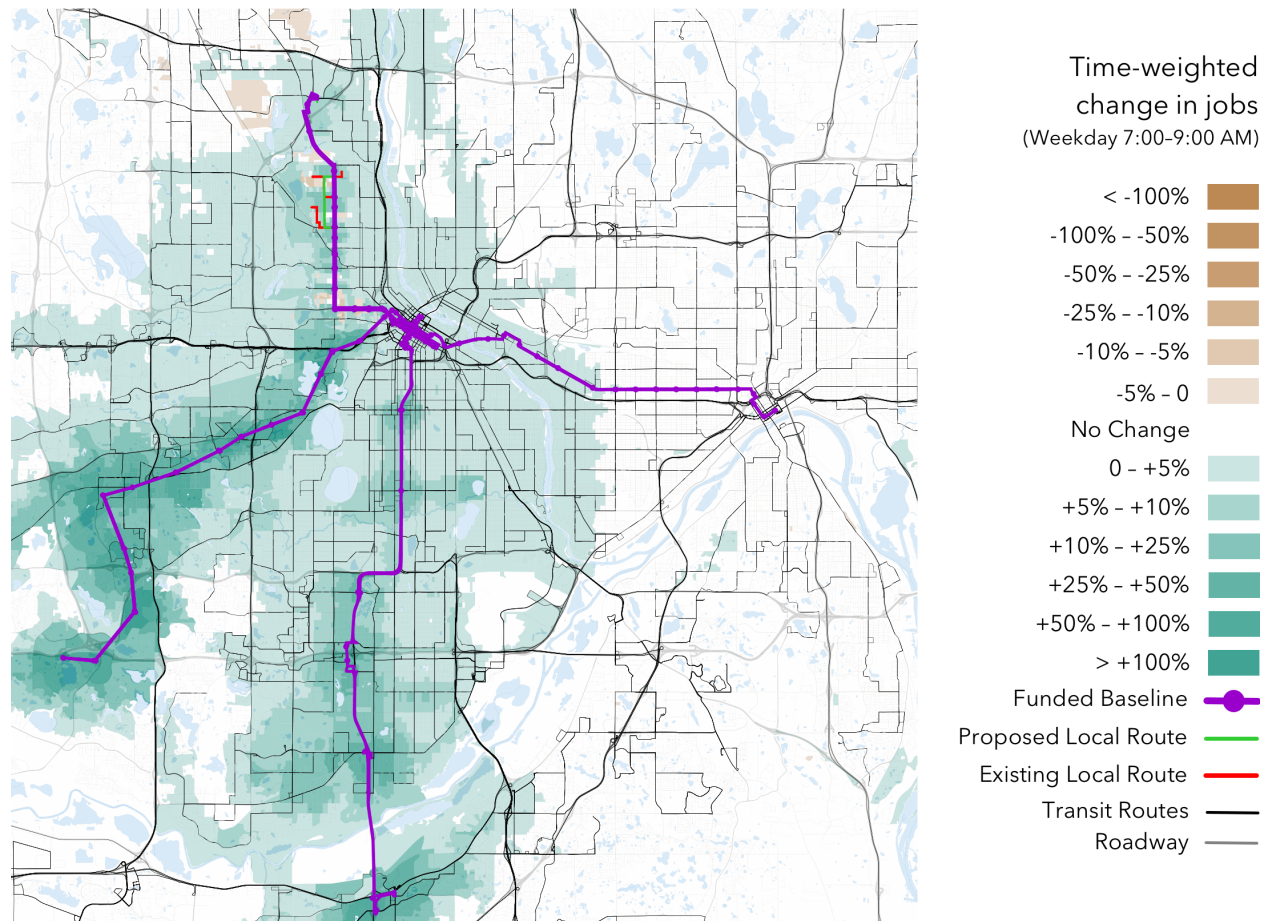 Time-weighted
change in jobs
(Weekday 7:00–9:00 AM)
< -100%
-100% – -50%
-50% – -25%
-25% – -10%
-10% – -5%
-5% – 0
No Change
0 – +5%
+5% – +10%
+10% – +25%
+25% – +50%
+50% – +100%
> +100%
Funded Baseline
Proposed Local Route
Existing Local Route
Transit Routes
Roadway